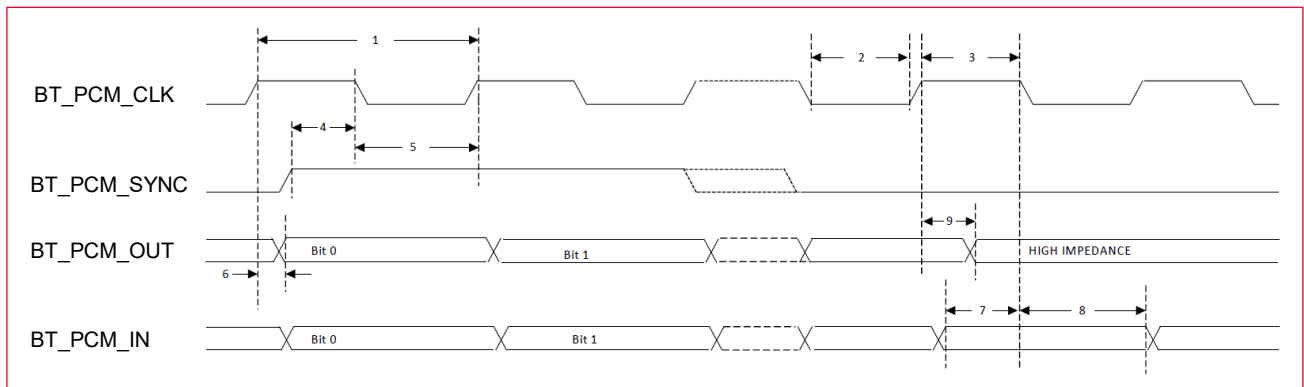 1
2
3
BT_PCM_CLK
4
5
BT_PCM_SYNC
9
BT_PCM_OUT
Bit 0
Bit 1
HIGH IMPEDANCE
6
7
8
BT_PCM_IN
Bit 0
Bit 1